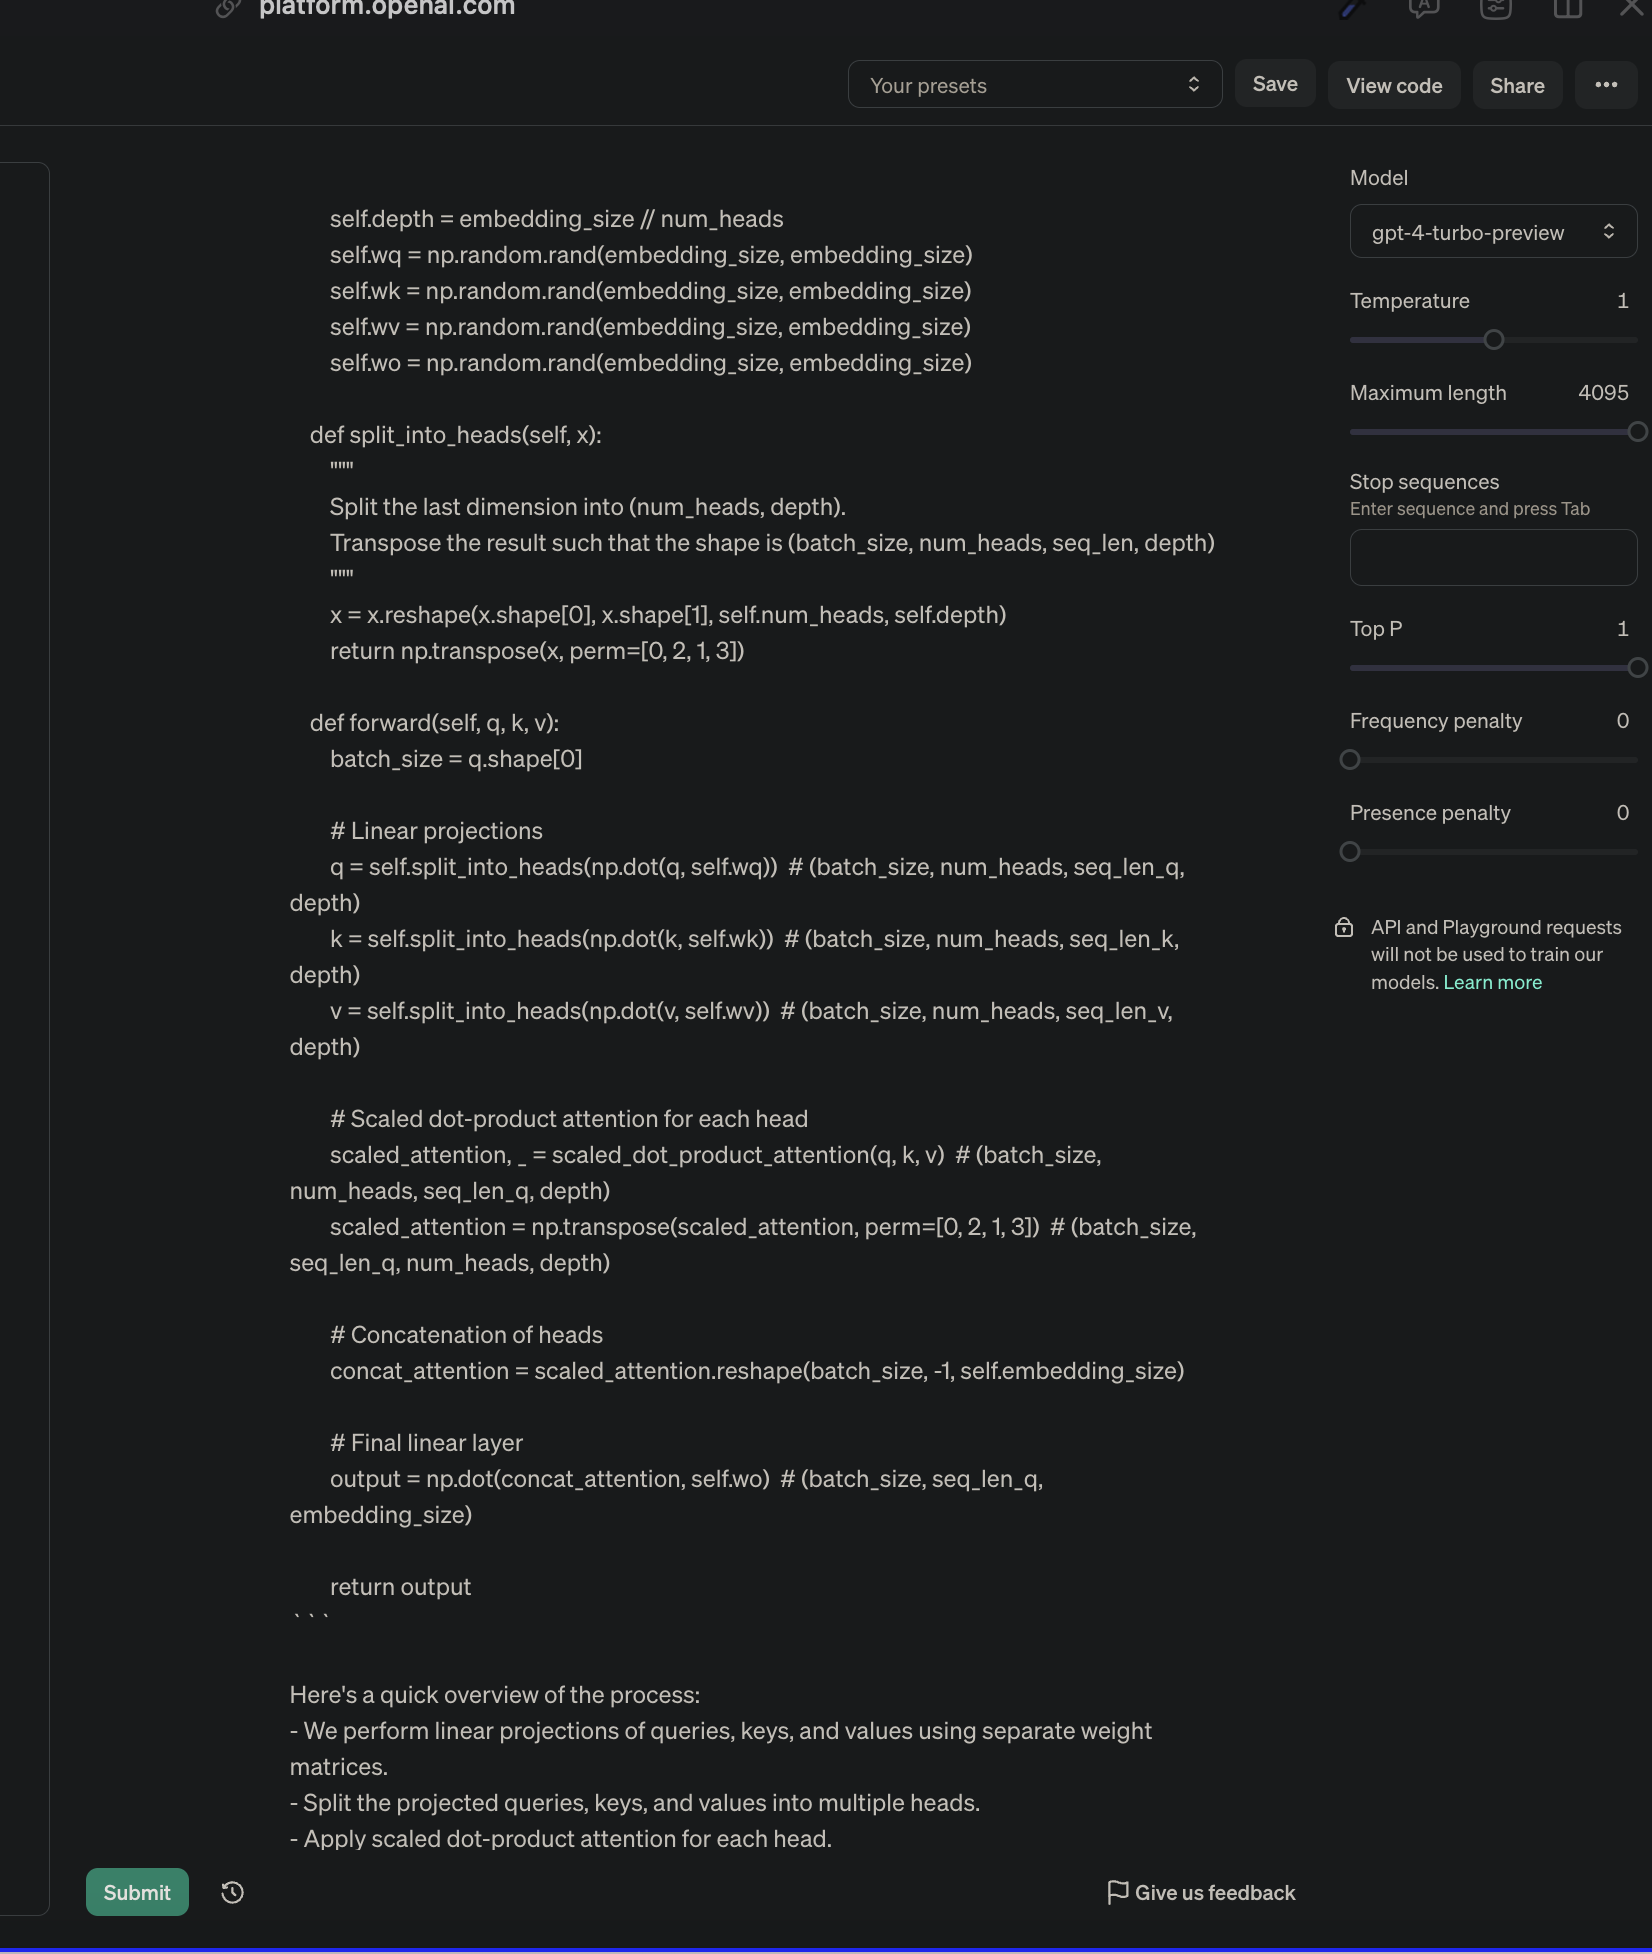 platform.openai.com
Your presets
Save
View code
Share
self.depth = embedding_size // num_heads
self.wq = np.random.rand(embedding_size, embedding_size)
self.wk = np.random.rand(embedding_size, embedding_size)
self.wv = np.random.rand(embedding_size, embedding_size)
self.wo = np.random.rand(embedding_size, embedding_size)
def split_into_heads(self, x):
"""
Split the last dimension into (num_heads, depth).
Transpose the result such that the shape is (batch_size, num_heads, seq_len, depth)
"""
x = x.reshape(x.shape[0], x.shape[1], self.num_heads, self.depth)
return np.transpose(x, perm=[0, 2, 1, 3])
def forward(self, q, k, v):
batch_size = q.shape[0]
# Linear projections
q = self.split_into_heads(np.dot(q, self.wq))  # (batch_size, num_heads, seq_len_q,
depth)
k = self.split_into_heads(np.dot(k, self.wk))  # (batch_size, num_heads, seq_len_k,
depth)
v = self.split_into_heads(np.dot(v, self.wv))  # (batch_size, num_heads, seq_len_v,
depth)
# Scaled dot-product attention for each head
scaled_attention, _ = scaled_dot_product_attention(q, k, v)  # (batch_size,
num_heads, seq_len_q, depth)
scaled_attention = np.transpose(scaled_attention, perm=[0, 2, 1, 3])  # (batch_size,
seq_len_q, num_heads, depth)
# Concatenation of heads
concat_attention = scaled_attention.reshape(batch_size, -1, self.embedding_size)
# Final linear layer
output = np.dot(concat_attention, self.wo)  # (batch_size, seq_len_q,
embedding_size)
return output
```
Here's a quick overview of the process:
- We perform linear projections of queries, keys, and values using separate weight
matrices.
- Split the projected queries, keys, and values into multiple heads.
- Apply scaled dot-product attention for each head.
Submit
Give us feedback
Model
gpt-4-turbo-preview
Temperature 1
Maximum length 4095
Stop sequences
Enter sequence and press Tab
Top P 1
Frequency penalty 0
Presence penalty 0
API and Playground requests
will not be used to train our
models. Learn more